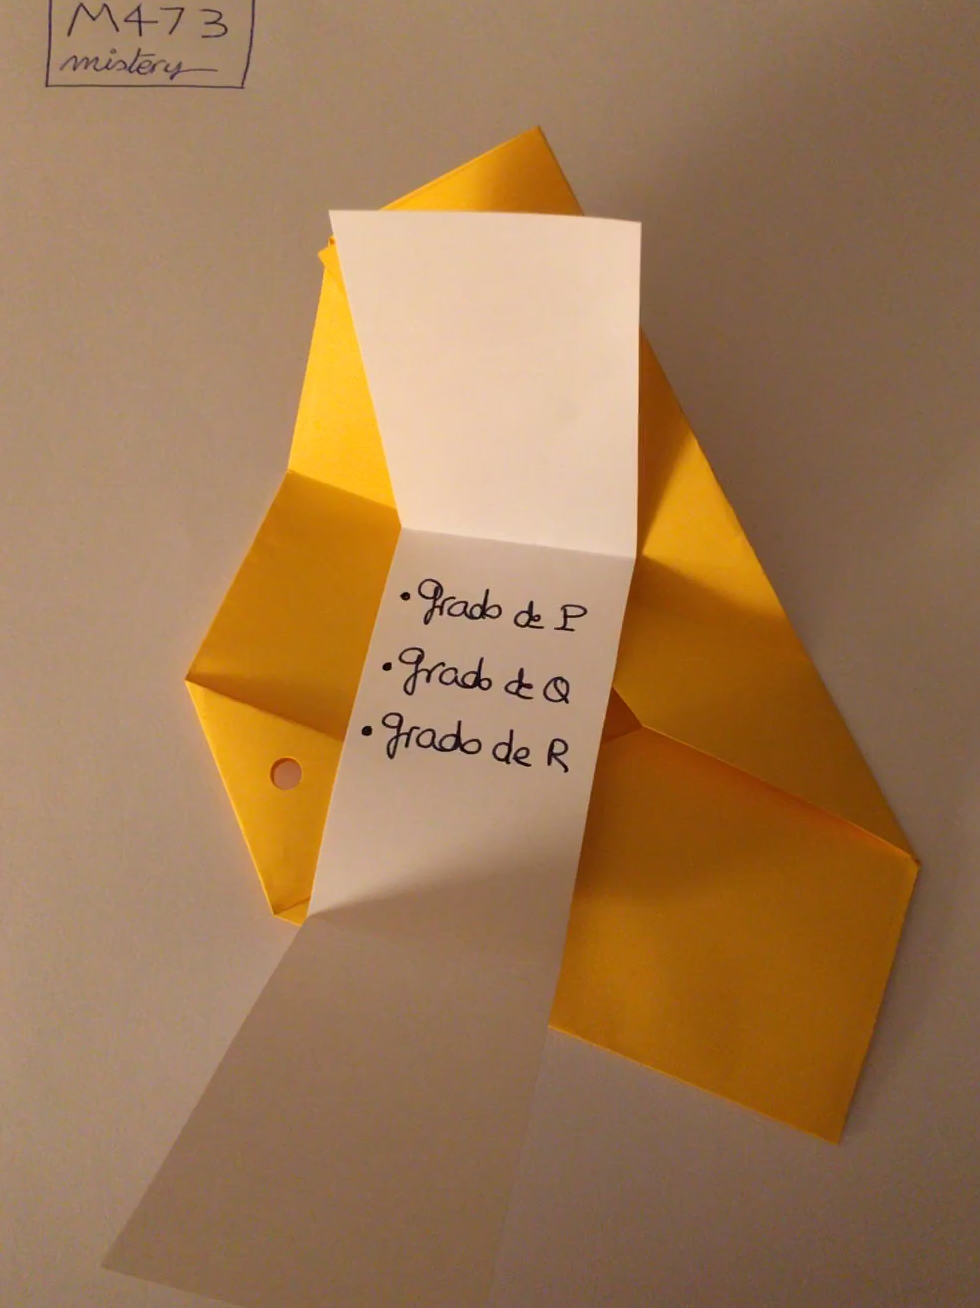 M473
mistery
• grado de P
• grado de Q
• grado de R